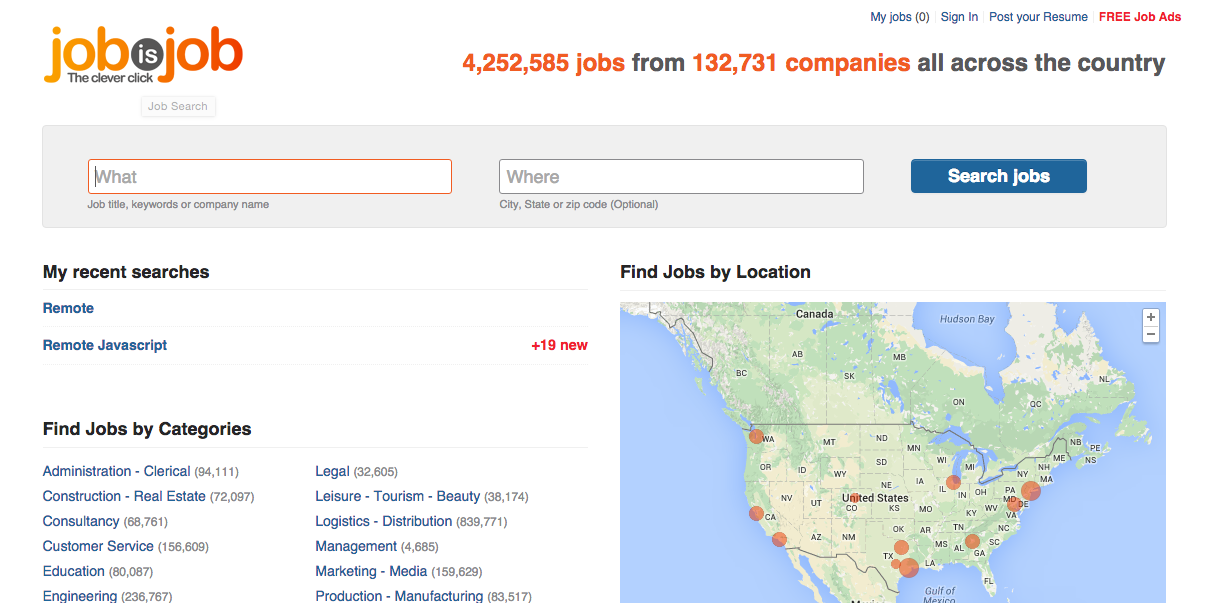 My jobs (0) Sign In Post your Resume FREE Job Ads
jobisjob
The clever click
4,252,585 jobs from 132,731 companies all across the country
Job Search
What
Where
Search jobs
Job title, keywords or company name
City, State or zip code (Optional)
My recent searches
Remote
Remote Javascript +19 new
Find Jobs by Categories
Administration - Clerical (94,111)
Construction - Real Estate (72,097)
Consultancy (68,761)
Customer Service (156,609)
Education (80,087)
Engineering (236,767)
Legal (32,605)
Leisure - Tourism - Beauty (38,174)
Logistics - Distribution (839,771)
Management (4,685)
Marketing - Media (159,629)
Production - Manufacturing (83,517)
Find Jobs by Location
+
−
Canada
Hudson Bay
AB
MB
BC
SK
NL
ON
QC
WA
MT
ND
MN
NB
PE
NS
ME
OR
ID
SD
WI
MI
NY
NH
MA
WY
NE
IA
IL
IN
OH
PA
MD
DE
NV
UT
United States
CO
KS
MO
KY
WV
VA
CA
AZ
NM
OK
AR
TN
NC
SC
MS
AL
GA
TX
LA
FL
Gulf of
Mexico
Mexico